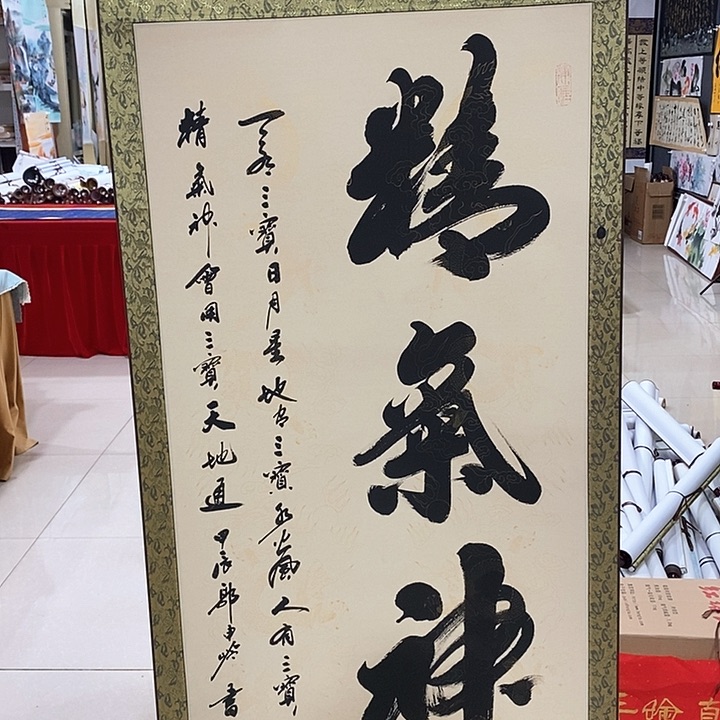 精氣神
天有三寶日月星地有三寶水火風人有三寶
精氣神會用三寶天地通
甲辰 書